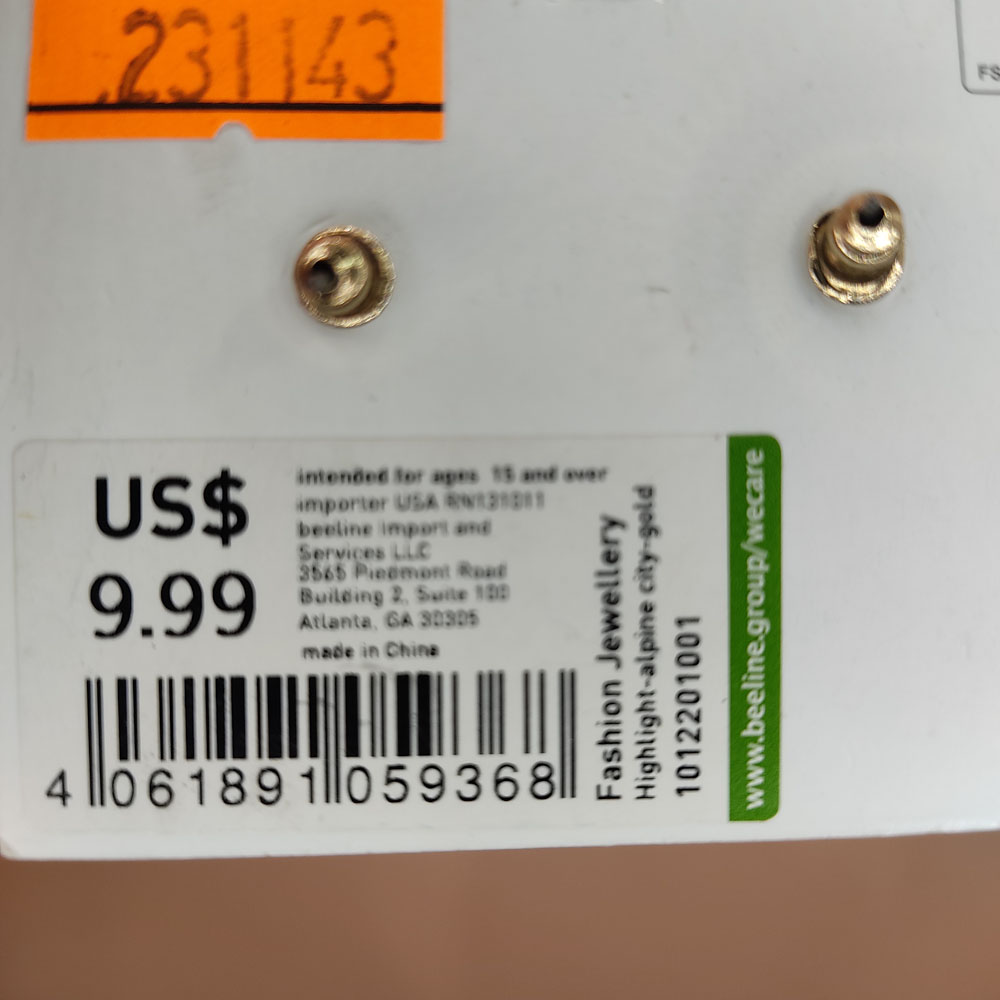 231143
FS
US$
9.99
intended for ages 15 and over
importer USA RN131011
beeline import and
Services LLC
3565 Piedmont Road
Building 2, Suite 100
Atlanta, GA 30305
made in China
4 061891 059368
Fashion Jewellery
Highlight-alpine city-gold
1012201001
www.beeline.group/wecare